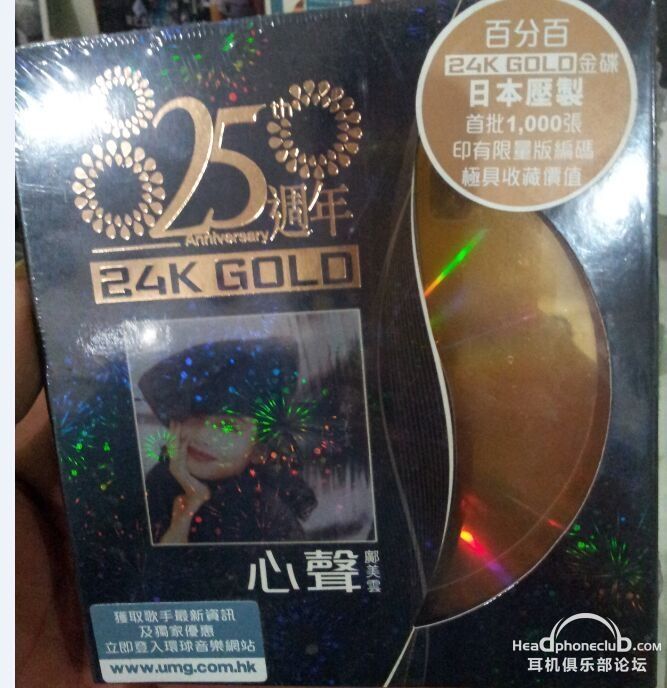 百分百
24K GOLD金碟
日本壓製
首批1,000張
印有限量版編碼
極具收藏價值
25th
Anniversary 週年
24K GOLD
心聲
鄺美雲
獲取歌手最新資訊
及獨家優惠
立即登入環球音樂網站
www.umg.com.hk
HeadphoneclubD.com
耳机俱乐部论坛